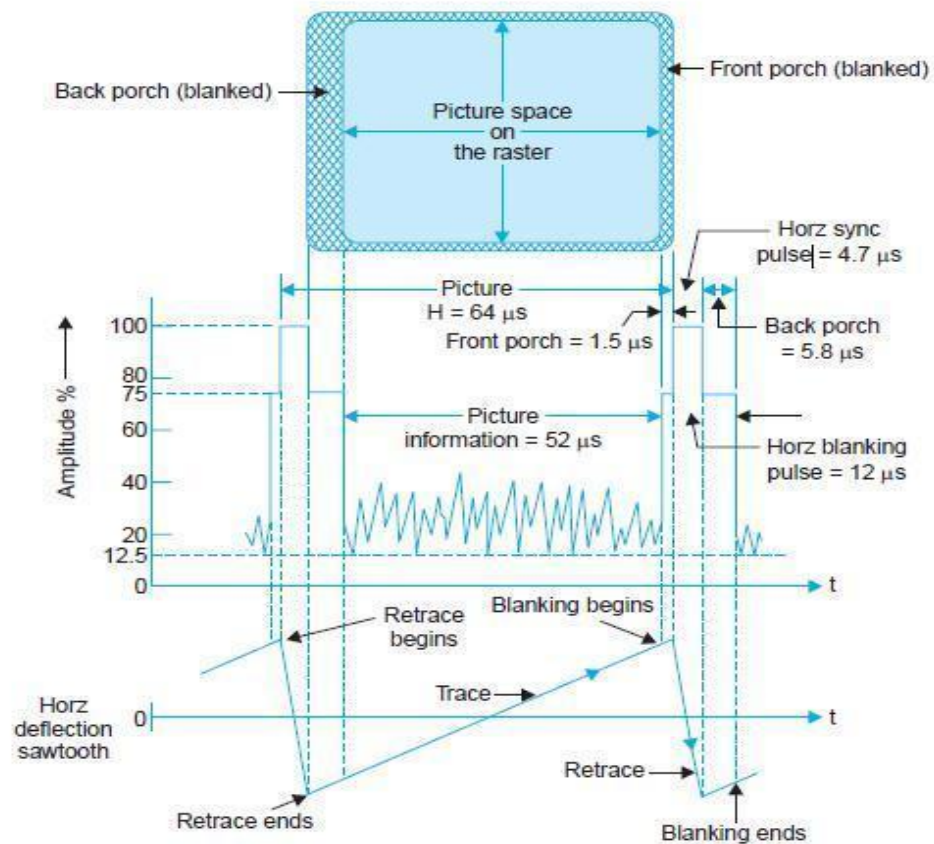 Back porch (blanked)
Front porch (blanked)
Picture space
on
the raster
Horz sync
pulse = 4.7 µs
Picture
H = 64 µs
Front porch = 1.5 µs
Back porch
= 5.8 µs
Amplitude %
100
80
75
60
40
20
12.5
0
Picture
information = 52 µs
Horz blanking
pulse = 12 µs
t
Retrace
begins
Blanking begins
Trace
Horz
deflection
sawtooth
0
t
Retrace
Retrace ends
Blanking ends